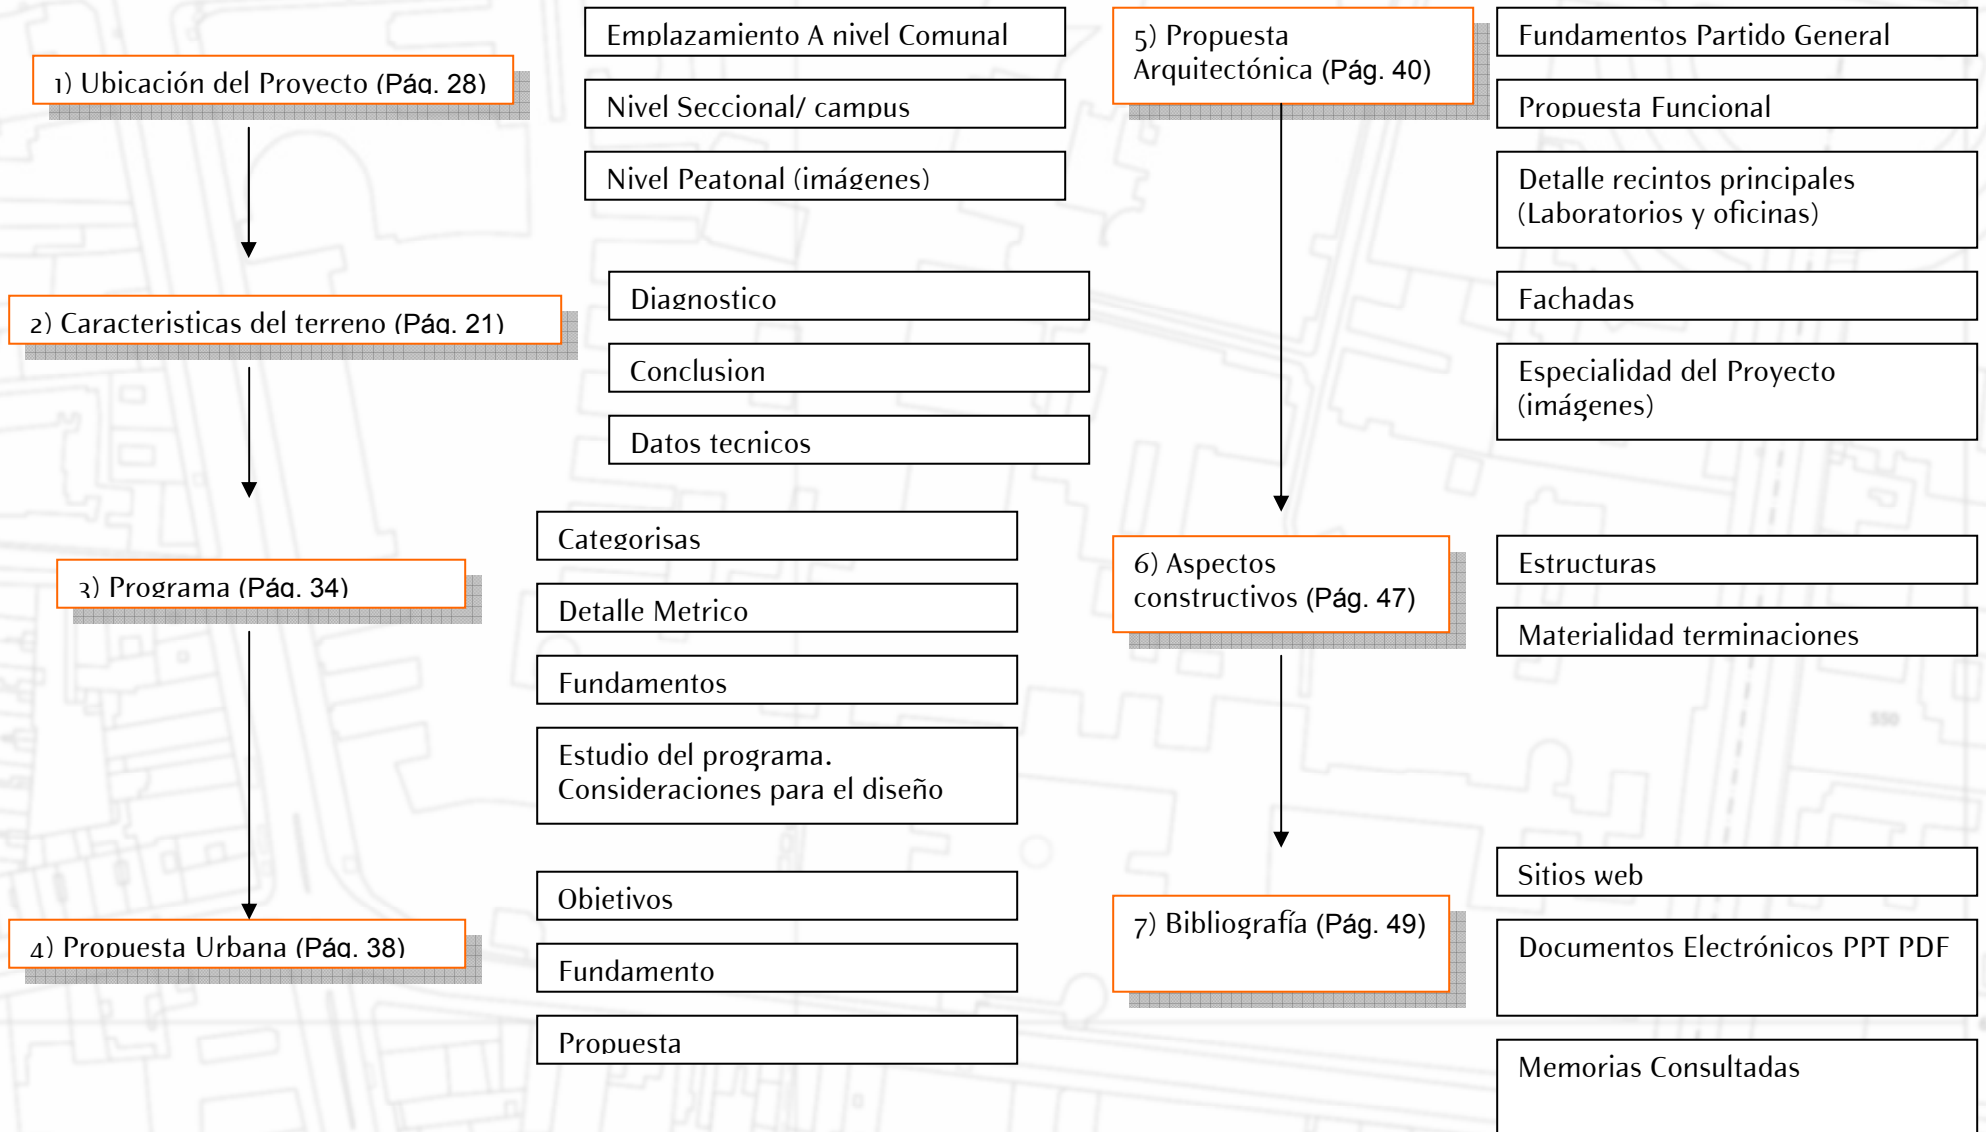 1) Ubicación del Proyecto (Pág. 28)
Emplazamiento A nivel Comunal
Nivel Seccional/ campus
Nivel Peatonal (imágenes)
2) Caracteristicas del terreno (Pág. 21)
Diagnostico
Conclusion
Datos tecnicos
3) Programa (Pág. 34)
Categorisas
Detalle Metrico
Fundamentos
Estudio del programa.
Consideraciones para el diseño
4) Propuesta Urbana (Pág. 38)
Objetivos
Fundamento
Propuesta
5) Propuesta
Arquitectónica (Pág. 40)
Fundamentos Partido General
Propuesta Funcional
Detalle recintos principales
(Laboratorios y oficinas)
Fachadas
Especialidad del Proyecto
(imágenes)
6) Aspectos
constructivos (Pág. 47)
Estructuras
Materialidad terminaciones
550
7) Bibliografía (Pág. 49)
Sitios web
Documentos Electrónicos PPT PDF
Memorias Consultadas